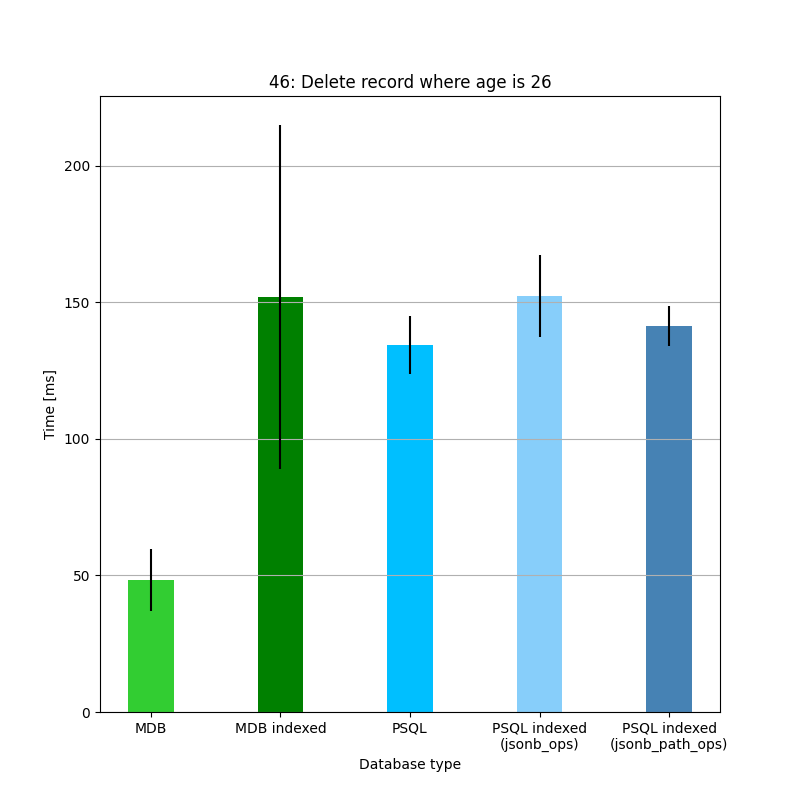 46: Delete record where age is 26
Time [ms]
200
150
100
50
0
MDB
MDB indexed
PSQL
PSQL indexed
(jsonb_ops)
PSQL indexed
(jsonb_path_ops)
Database type